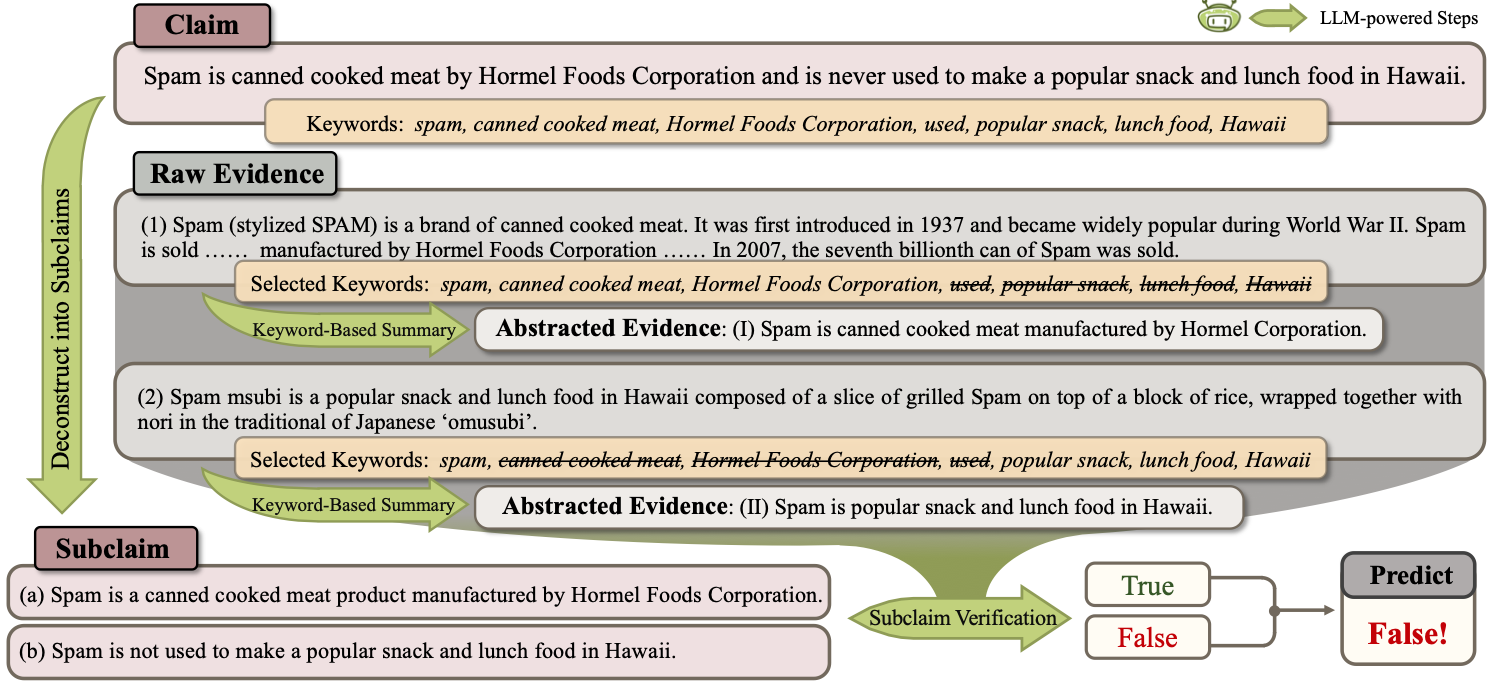 LLM-powered Steps
Claim
Spam is canned cooked meat by Hormel Foods Corporation and is never used to make a popular snack and lunch food in Hawaii.
Keywords: spam, canned cooked meat, Hormel Foods Corporation, used, popular snack, lunch food, Hawaii
Deconstruct into Subclaims
Raw Evidence
(1) Spam (stylized SPAM) is a brand of canned cooked meat. It was first introduced in 1937 and became widely popular during World War II. Spam
is sold …… manufactured by Hormel Foods Corporation …… In 2007, the seventh billionth can of Spam was sold.
Selected Keywords: spam, canned cooked meat, Hormel Foods Corporation, used, popular snack, lunch food, Hawaii
Keyword-Based Summary
Abstracted Evidence: (I) Spam is canned cooked meat manufactured by Hormel Corporation.
(2) Spam msubi is a popular snack and lunch food in Hawaii composed of a slice of grilled Spam on top of a block of rice, wrapped together with
nori in the traditional of Japanese ‘omusubi’.
Selected Keywords: spam, canned cooked meat, Hormel Foods Corporation, used, popular snack, lunch food, Hawaii
Keyword-Based Summary
Abstracted Evidence: (II) Spam is popular snack and lunch food in Hawaii.
Subclaim
(a) Spam is a canned cooked meat product manufactured by Hormel Foods Corporation.
(b) Spam is not used to make a popular snack and lunch food in Hawaii.
Subclaim Verification
True
False
Predict
False!